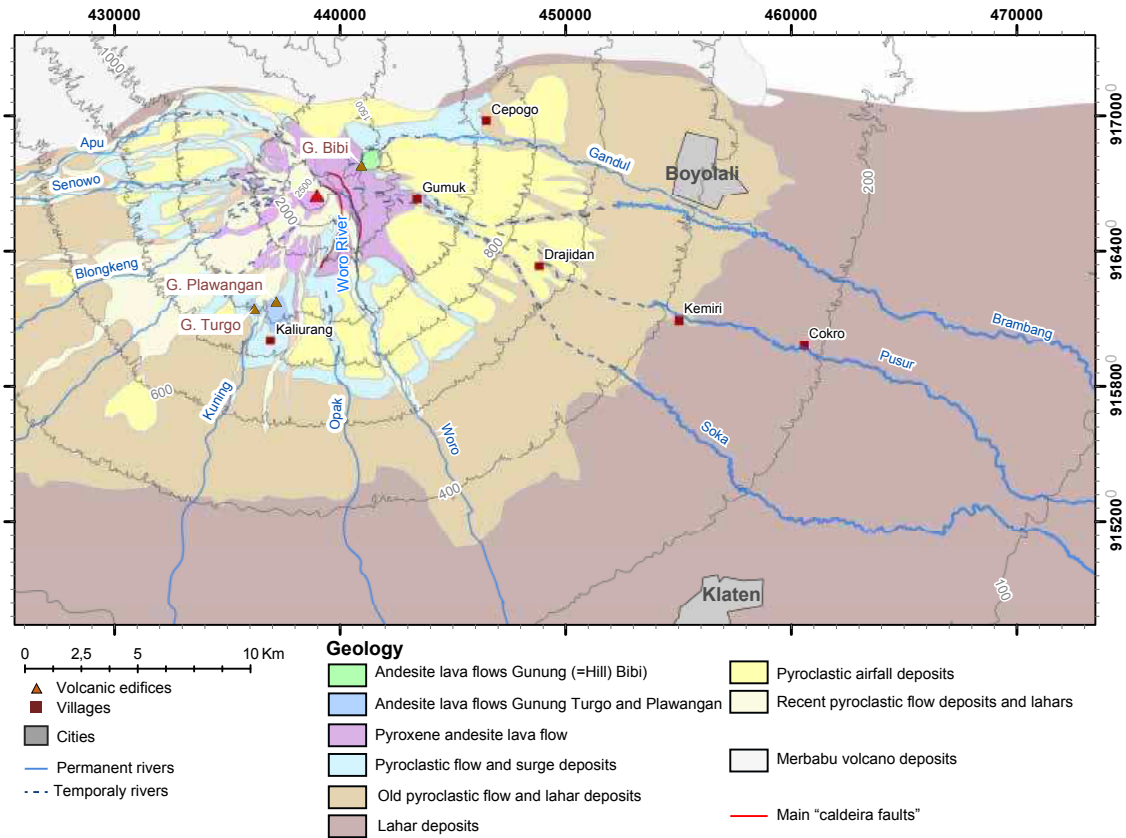 430000 440000 450000 460000 470000
1000
1500
Cepogo
9170000
Apu
G. Bibi
Gandul
Boyolali
Senowo
2500
Gumuk
200
2000
Woro River
800
9164000
Blongkeng
Drajidan
G. Plawangan
G. Turgo
Kaliurang
Kemiri
Cokro
Brambang
Pusur
600
9158000
Kuning
Opak
Woro
Soka
400
9152000
Klaten
100
0 2,5 5 10 Km
Volcanic edifices
Villages
Cities
Permanent rivers
Temporaly rivers
Geology
Andesite lava flows Gunung (=Hill) Bibi)
Andesite lava flows Gunung Turgo and Plawangan
Pyroxene andesite lava flow
Pyroclastic flow and surge deposits
Old pyroclastic flow and lahar deposits
Lahar deposits
Pyroclastic airfall deposits
Recent pyroclastic flow deposits and lahars
Merbabu volcano deposits
Main "caldeira faults"